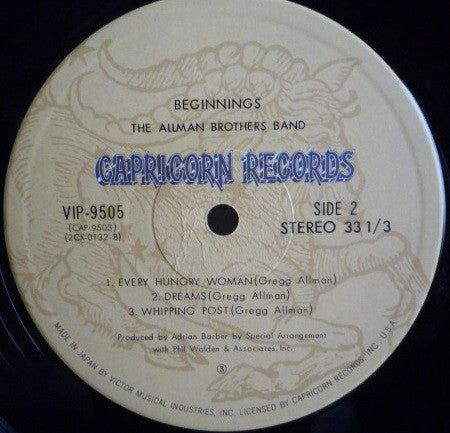 BEGINNINGS
THE ALLMAN BROTHERS BAND
CAPRICORN RECORDS
VIP-9505
(CAP-9503)
(2CX-0132-B)
SIDE 2
STEREO 33 1/3
1. EVERY HUNGRY WOMAN (Gregg Allman)
2. DREAMS (Gregg Allman)
3. WHIPPING POST (Gregg Allman)
Produced by Adrian Barber by Special Arrangement
with Phil Walden & Associates, Inc.
③
MADE IN JAPAN BY VICTOR MUSICAL INDUSTRIES, INC. LICENSED BY CAPRICORN RECORDS, INC. U.S.A.